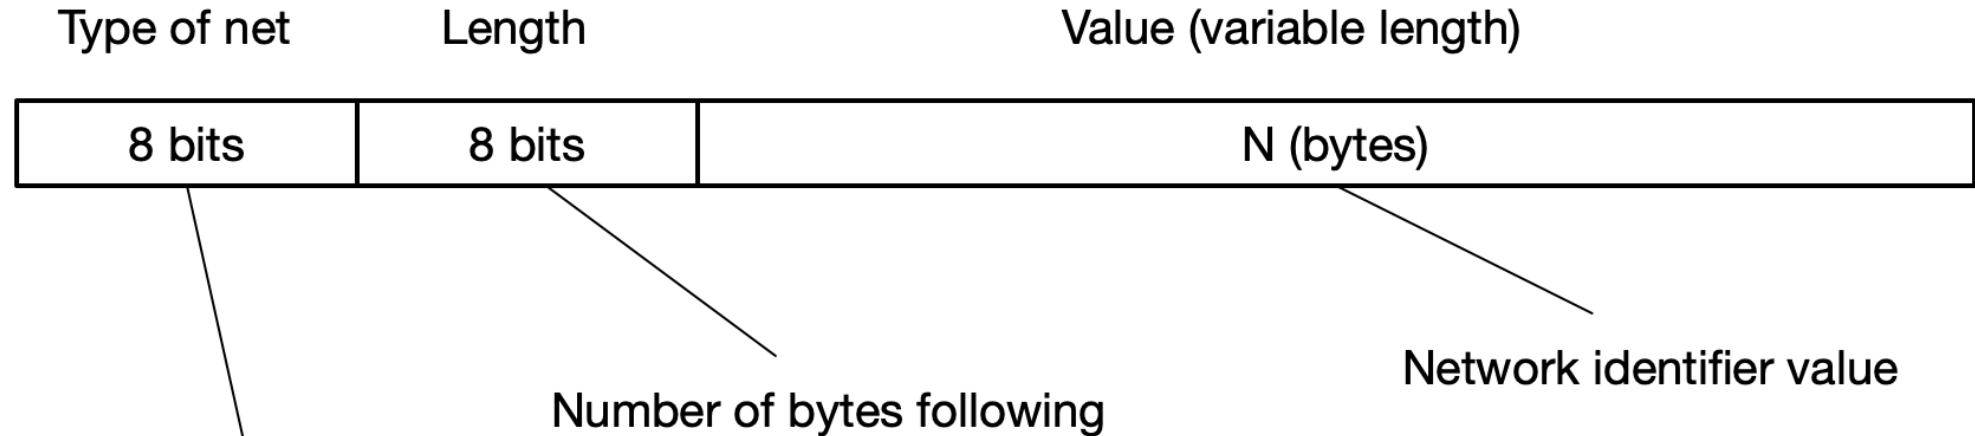 Type of net Length Value (variable length)
8 bits 8 bits N (bytes)
Network identifier value
Number of bytes following